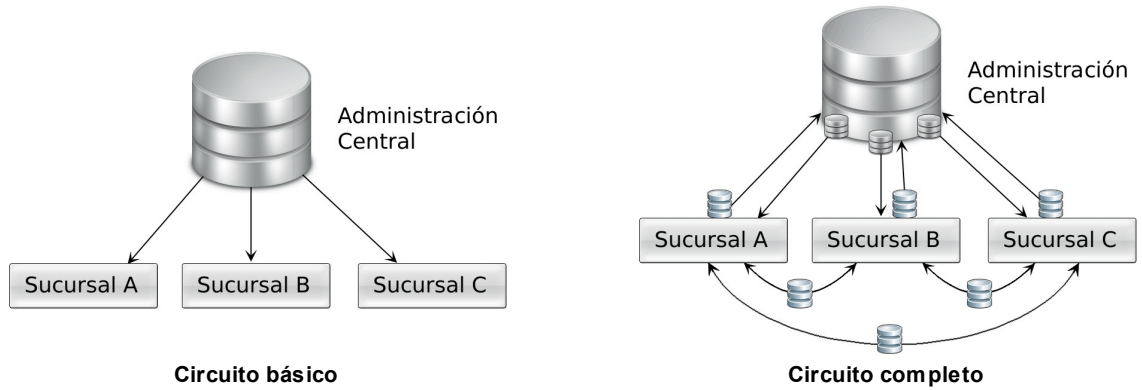 Administración
Central
Sucursal A
Sucursal B
Sucursal C
Circuito básico
Administración
Central
Sucursal A
Sucursal B
Sucursal C
Circuito completo